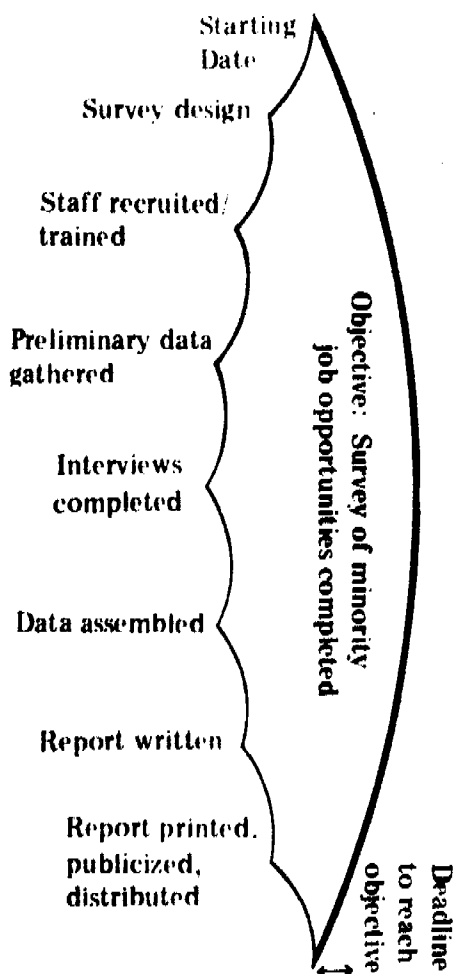 Starting
Date
Survey design
Staff recruited/
trained
Preliminary data
gathered
Interviews
completed
Data assembled
Report written
Report printed,
publicized,
distributed
Objective: Survey of minority
job opportunities completed
Deadline
to reach
objective